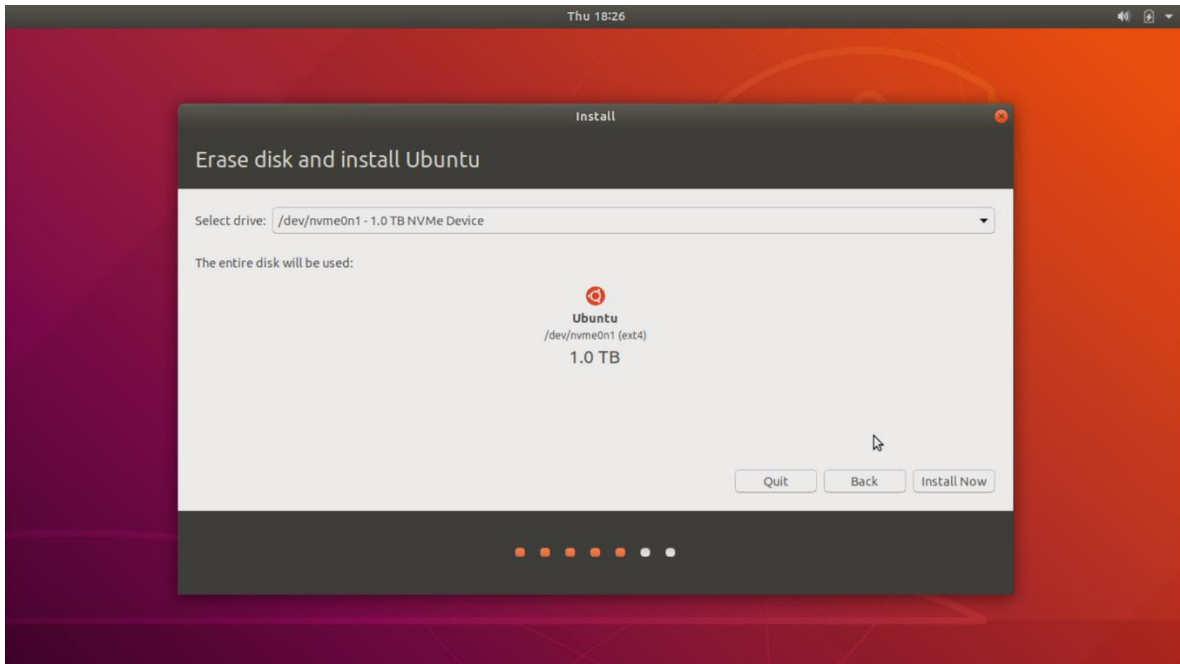 Thu 18:26
Install
Erase disk and install Ubuntu
Select drive: /dev/nvme0n1 - 1.0 TB NVMe Device
The entire disk will be used:
Ubuntu
/dev/nvme0n1 (ext4)
1.0 TB
Quit Back Install Now